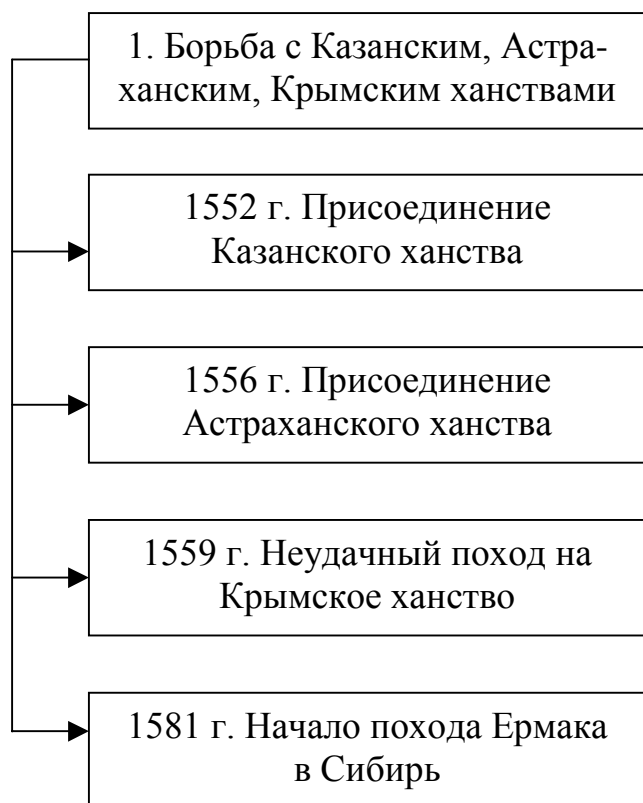 1. Борьба с Казанским, Астра-
ханским, Крымским ханствами
1552 г. Присоединение
Казанского ханства
1556 г. Присоединение
Астраханского ханства
1559 г. Неудачный поход на
Крымское ханство
1581 г. Начало похода Ермака
в Сибирь